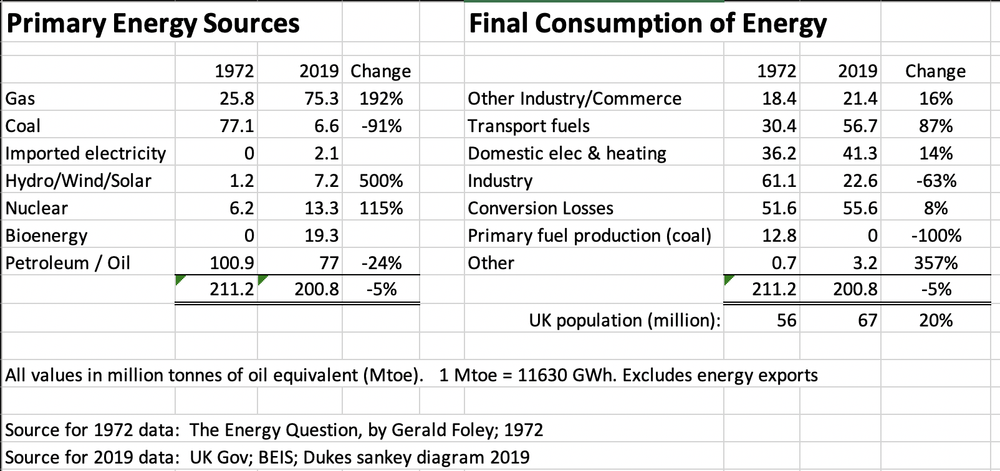 Primary Energy Sources Final Consumption of Energy
1972 2019 Change 1972 2019 Change
Gas 25.8 75.3 192% Other Industry/Commerce 18.4 21.4 16%
Coal 77.1 6.6 -91% Transport fuels 30.4 56.7 87%
Imported electricity 0 2.1 Domestic elec & heating 36.2 41.3 14%
Hydro/Wind/Solar 1.2 7.2 500% Industry 61.1 22.6 -63%
Nuclear 6.2 13.3 115% Conversion Losses 51.6 55.6 8%
Bioenergy 0 19.3 Primary fuel production (coal) 12.8 0 -100%
Petroleum / Oil 100.9 77 -24% Other 0.7 3.2 357%
211.2 200.8 -5% 211.2 200.8 -5%
UK population (million): 56 67 20%
All values in million tonnes of oil equivalent (Mtoe). 1 Mtoe = 11630 GWh. Excludes energy exports
Source for 1972 data: The Energy Question, by Gerald Foley; 1972
Source for 2019 data: UK Gov; BEIS; Dukes sankey diagram 2019